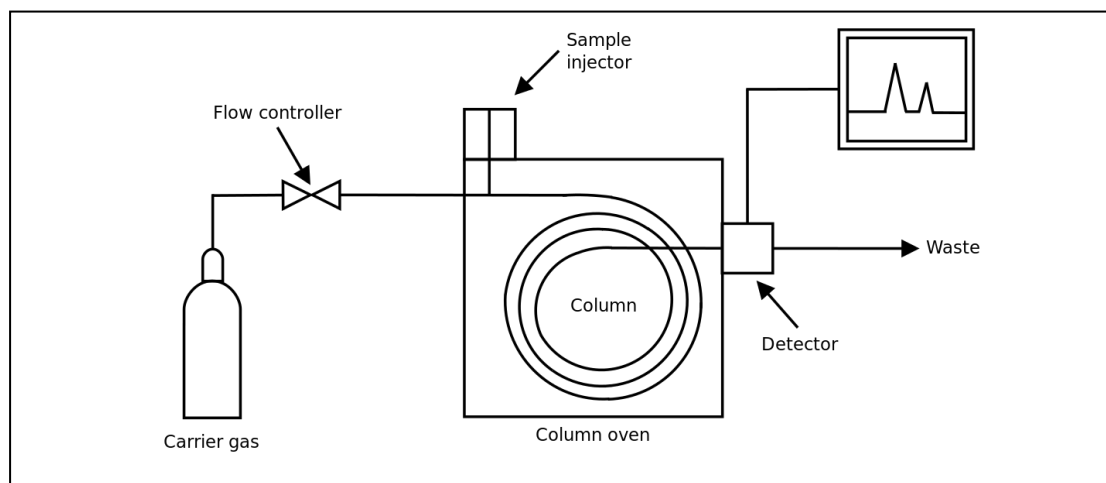 Sample
injector
Flow controller
Waste
Column
Detector
Column oven
Carrier gas